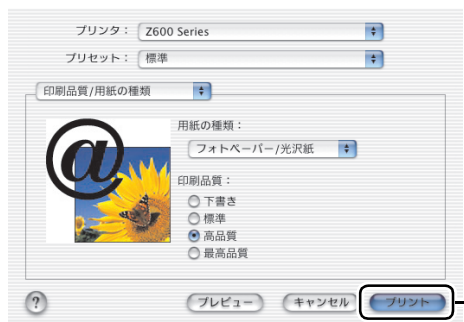 プリンタ： Z600 Series
プリセット： 標準
印刷品質/用紙の種類
@
用紙の種類：
フォトペーパー/光沢紙
印刷品質：
下書き
標準
高品質
最高品質
? プレビュー キャンセル プリント